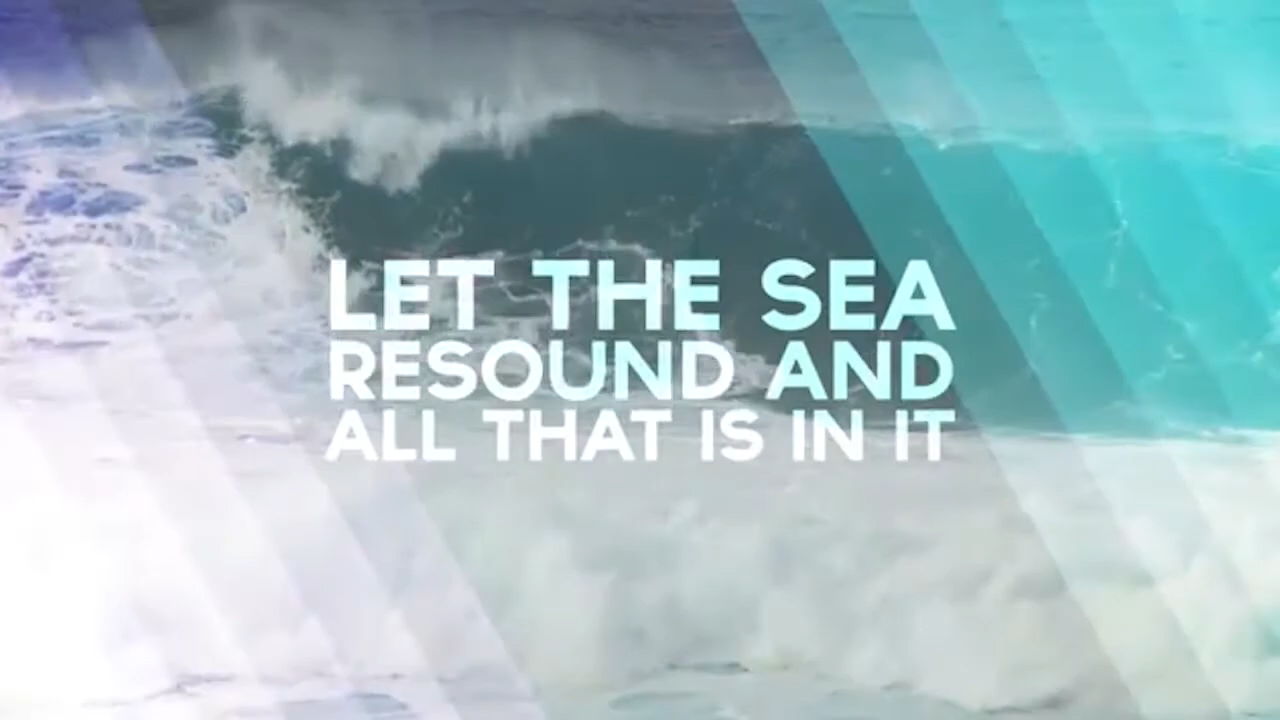 LET THE SEA
RESOUND AND
ALL THAT IS IN IT